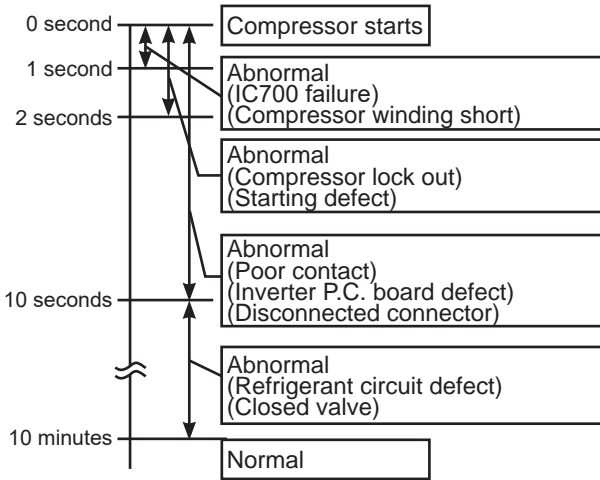 0 second
Compressor starts
1 second
Abnormal
(IC700 failure)
(Compressor winding short)
2 seconds
Abnormal
(Compressor lock out)
(Starting defect)
Abnormal
(Poor contact)
(Inverter P.C. board defect)
(Disconnected connector)
10 seconds
Abnormal
(Refrigerant circuit defect)
(Closed valve)
10 minutes
Normal